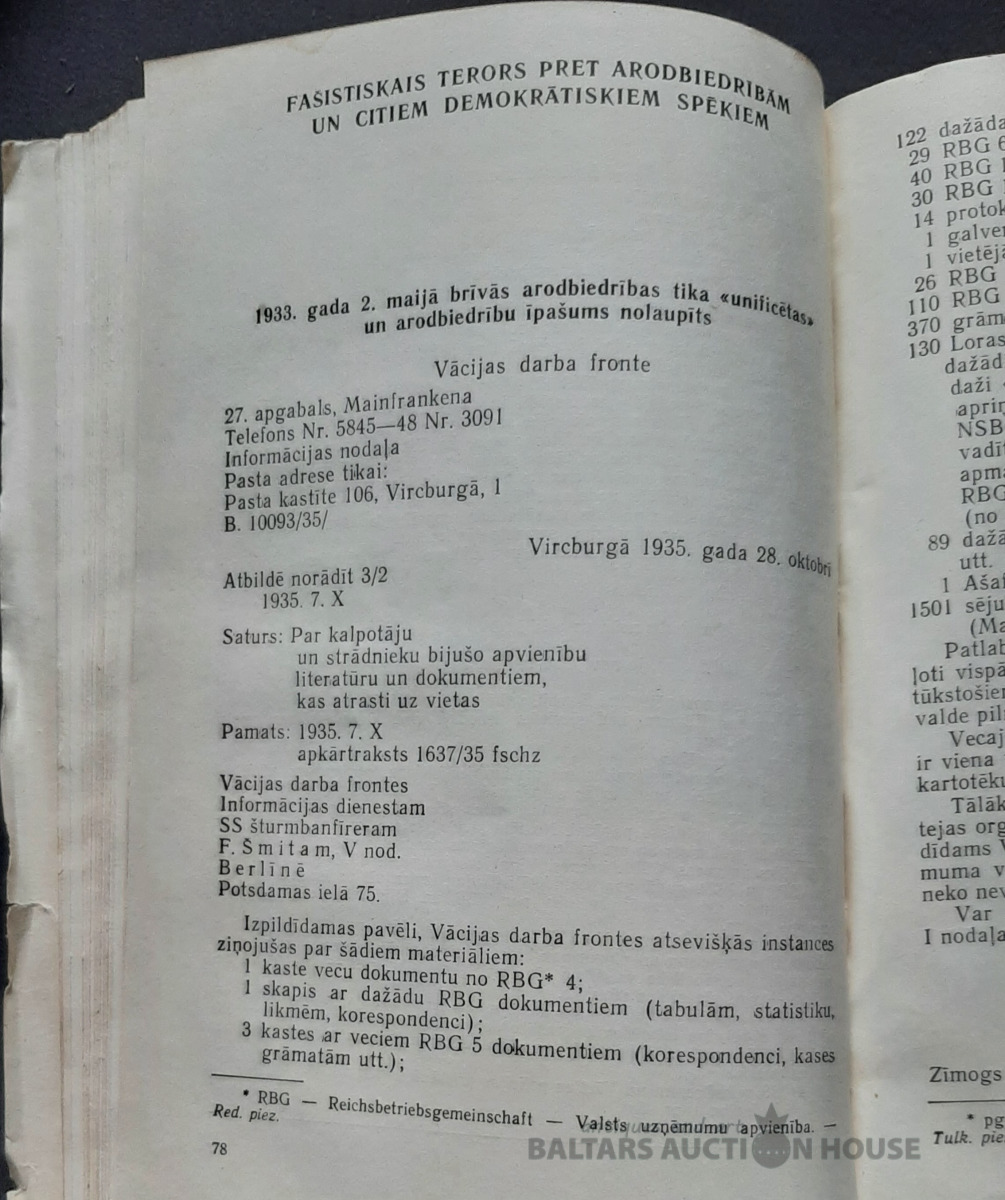 FAŠISTISKAIS TERORS PRET ARODBIEDRIBĀM
UN CITIEM DEMOKRĀTISKIEM SPĒKIEM
1933. gada 2. maijā brīvās arodbiedrības tika «unificētas»
un arodbiedrību īpašums nolaupīts
Vācijas darba fronte
27. apgabals, Mainfrankena
Telefons Nr. 5845—48 Nr. 3091
Informācijas nodaļa
Pasta adrese tikai:
Pasta kastīte 106, Vircburgā, 1
B. 10093/35/
Vircburgā 1935. gada 28. oktobrī
Atbildē norādīt 3/2
1935. 7. X
Saturs: Par kalpotāju
un strādnieku bijušo apvienību
literatūru un dokumentiem,
kas atrasti uz vietas
Pamats: 1935. 7. X
apkārtraksts 1637/35 fschz
Vācijas darba frontes
Informācijas dienestam
SS šturmbanfīreram
F. Šmitam, V nod.
Berlīnē
Potsdamas ielā 75.
Izpildīdamas pavēli, Vācijas darba frontes atsevišķās instances
ziņojušas par šādiem materiāliem:
1 kaste vecu dokumentu no RBG* 4;
1 skapis ar dažādu RBG dokumentiem (tabulām, statistiku,
likmēm, korespondenci);
3 kastes ar veciem RBG 5 dokumentiem (korespondenci, kases
grāmatām utt.);
* RBG — Reichsbetriebsgemeinschaft — Valsts uzņēmumu apvienība. —
Red. piez.
78
BALTARS AUCTION HOUSE
122 dažāda
29 RBG 6
40 RBG
30 RBG
14 protok
1 galven
1 vietēj
26 RBG
110 RBG
370 grām
130 Loras
dažād
daži
apriņ
NSB
vadīt
apma
RBG
(no
89 dažā
utt.
1 Ašaf
1501 sēju
(Ma
Patlab
ļoti vispā
tūkstošier
valde pil
Vecaj
ir viena
kartotēku
Tālāk
tejas org
dīdams V
muma v
neko nev
Var
I nodaļa
Zīmogs
* pg
Tulk. pie